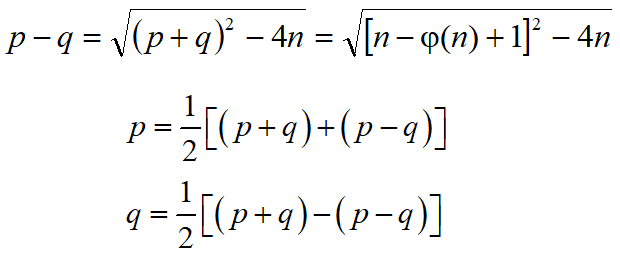 p − q = √((p + q)² − 4n) = √([n − φ(n) + 1]² − 4n)
p = 1/2 [(p + q) + (p − q)]
q = 1/2 [(p + q) − (p − q)]